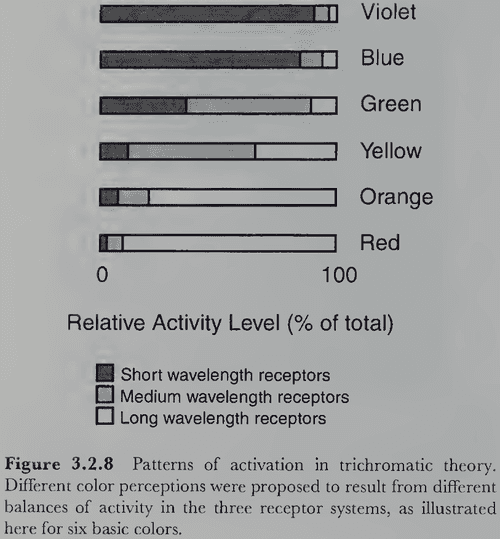 Violet
Blue
Green
Yellow
Orange
Red
0 100
Relative Activity Level (% of total)
Short wavelength receptors
Medium wavelength receptors
Long wavelength receptors
Figure 3.2.8 Patterns of activation in trichromatic theory.
Different color perceptions were proposed to result from different
balances of activity in the three receptor systems, as illustrated
here for six basic colors.